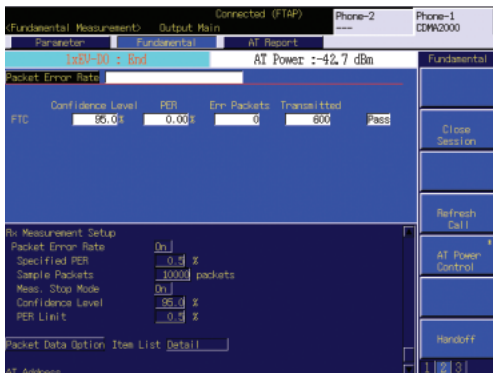 Connected (FTAP)
<Fundamental Measurement> Output Main
Phone-2
---
Phone-1
CDMA2000
Parameter Fundamental AT Report
Fundamental
1xEV-DO : End AT Power :-42.7 dBm
Packet Error Rate
Confidence Level PER Err Packets Transmitted
FTC 95.0% 0.00% 0 600 Pass
Close
Session
Refresh
Call
Rx Measurement Setup
Packet Error Rate On
Specified PER 0.5 %
Sample Packets 10000 packets
Meas. Stop Mode On
Confidence Level 95.0 %
PER Limit 0.5 %
*
AT Power
Control
Packet Data Option Item List Detail
Handoff
AT Address
1 2 3